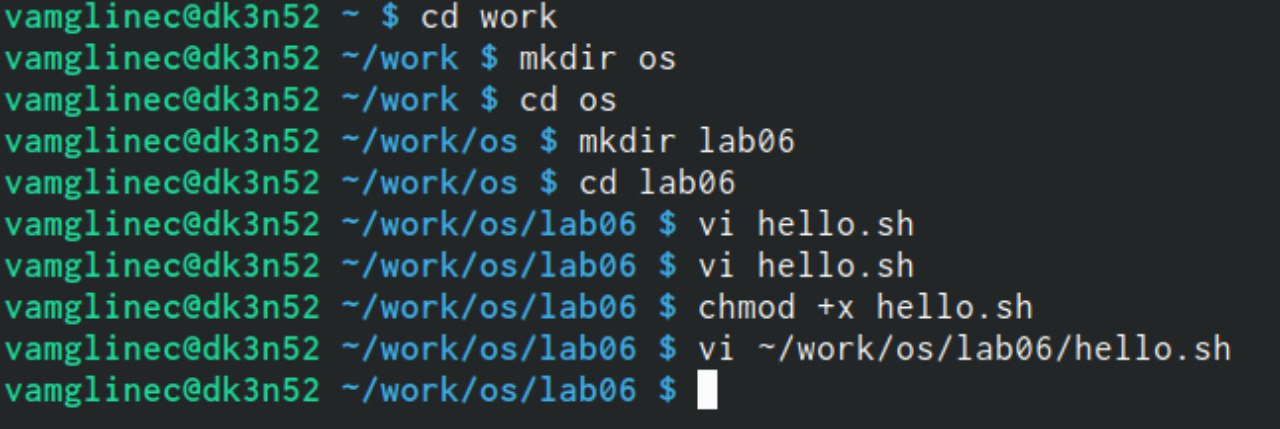 vamglinec@dk3n52 ~ $ cd work
vamglinec@dk3n52 ~/work $ mkdir os
vamglinec@dk3n52 ~/work $ cd os
vamglinec@dk3n52 ~/work/os $ mkdir lab06
vamglinec@dk3n52 ~/work/os $ cd lab06
vamglinec@dk3n52 ~/work/os/lab06 $ vi hello.sh
vamglinec@dk3n52 ~/work/os/lab06 $ vi hello.sh
vamglinec@dk3n52 ~/work/os/lab06 $ chmod +x hello.sh
vamglinec@dk3n52 ~/work/os/lab06 $ vi ~/work/os/lab06/hello.sh
vamglinec@dk3n52 ~/work/os/lab06 $